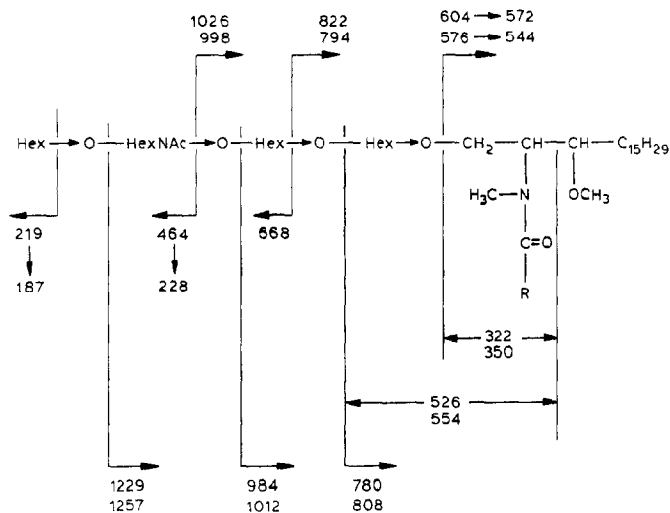 1026 822 604→572
998 794 576→544
Hex→O—HexNAc→O—Hex→O—Hex→O—CH₂—CH—CH—C₁₅H₂₉
H₃C—N OCH₃
219 464 668
C=O
187 228
R
322
350
526
554
1229 984 780
1257 1012 808